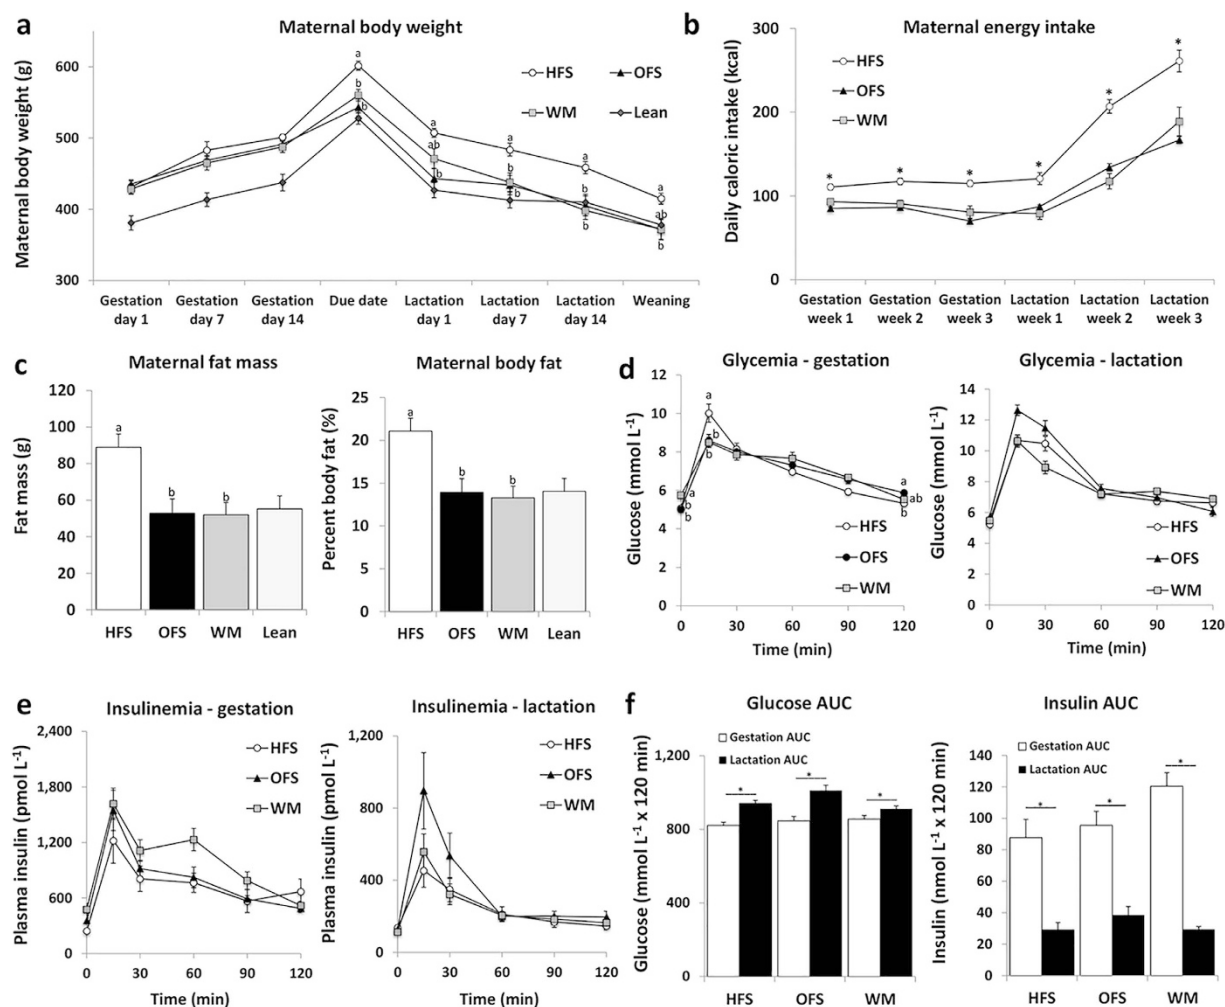 a
Maternal body weight
Maternal body weight (g)
600
500
400
300
HFS
OFS
WM
Lean
a
b
b
a
ab
b
a
b
b
a
b
b
a
ab
b
Gestation day 1
Gestation day 7
Gestation day 14
Due date
Lactation day 1
Lactation day 7
Lactation day 14
Weaning
b
Maternal energy intake
Daily caloric intake (kcal)
300
200
100
0
HFS
OFS
WM
* * * * * *
Gestation week 1
Gestation week 2
Gestation week 3
Lactation week 1
Lactation week 2
Lactation week 3
c
Maternal fat mass
Fat mass (g)
120
100
80
60
40
20
0
a
b
b
HFS OFS WM Lean
Maternal body fat
Percent body fat (%)
25
20
15
10
5
0
a
b
b
HFS OFS WM Lean
d
Glycemia - gestation
Glucose (mmol L-1)
12
10
8
6
4
2
0
a
b
b
a
b
b
a
ab
b
HFS
OFS
WM
0 30 60 90 120
Time (min)
Glycemia - lactation
Glucose (mmol L-1)
14
12
10
8
6
4
2
0
HFS
OFS
WM
0 30 60 90 120
Time (min)
e
Insulinemia - gestation
Plasma insulin (pmol L-1)
2,400
1,800
1,200
600
0
HFS
OFS
WM
0 30 60 90 120
Time (min)
Insulinemia - lactation
Plasma insulin (pmol L-1)
1,200
800
400
0
HFS
OFS
WM
0 30 60 90 120
Time (min)
f
Glucose AUC
Glucose (mmol L-1 x 120 min)
1,200
800
400
0
Gestation AUC
Lactation AUC
* * *
HFS OFS WM
Insulin AUC
Insulin (nmol L-1 x 120 min)
140
120
100
80
60
40
20
0
Gestation AUC
Lactation AUC
* * *
HFS OFS WM